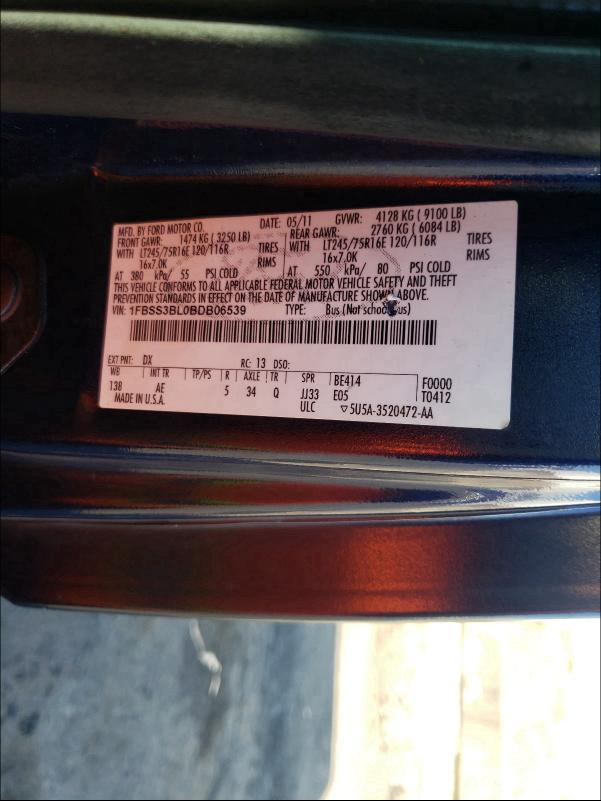 MFD. BY FORD MOTOR CO. DATE: 05/11 GVWR: 4128 KG ( 9100 LB)
FRONT GAWR: 1474 KG ( 3250 LB) REAR GAWR: 2760 KG ( 6084 LB)
WITH LT245/75R16E 120/116R TIRES WITH LT245/75R16E 120/116R TIRES
16x7.0K RIMS 16x7.0K RIMS
AT 380 kPa/ 55 PSI COLD AT 550 kPa/ 80 PSI COLD
THIS VEHICLE CONFORMS TO ALL APPLICABLE FEDERAL MOTOR VEHICLE SAFETY AND THEFT
PREVENTION STANDARDS IN EFFECT ON THE DATE OF MANUFACTURE SHOWN ABOVE.
VIN: 1FBSS3BL0BDB06539 TYPE: Bus (Not school bus)
EXT PNT: DX RC: 13 DSO:
WB INT TR TP/PS R AXLE TR SPR BE414 F0000
138 AE 5 34 Q JJ33 E05 T0412
MADE IN U.S.A. ULC ▽5U5A-3520472-AA